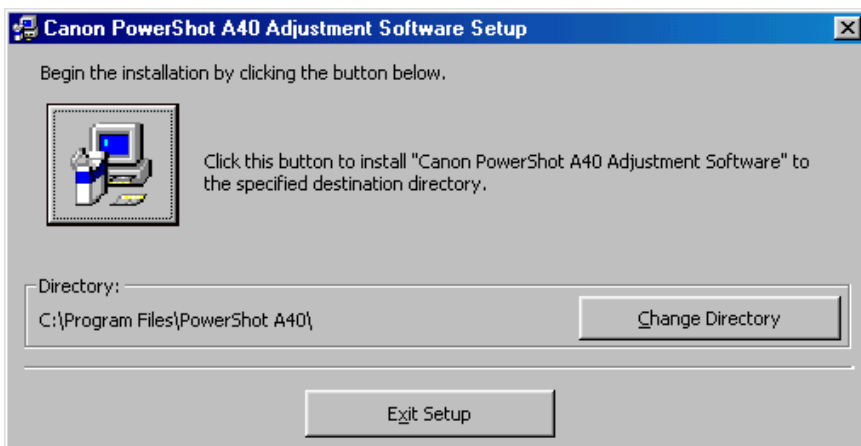 Canon PowerShot A40 Adjustment Software Setup
Begin the installation by clicking the button below.
Click this button to install "Canon PowerShot A40 Adjustment Software" to
the specified destination directory.
Directory:
C:\Program Files\PowerShot A40\
Change Directory
Exit Setup